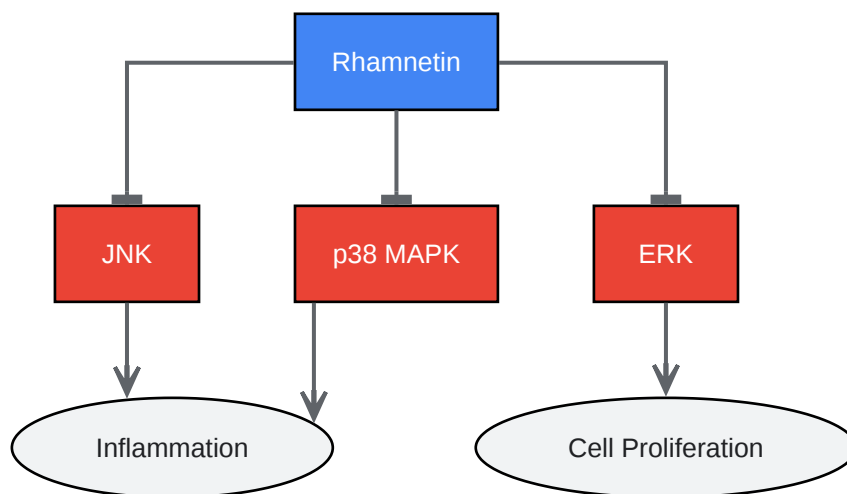 Rhamnetin
JNK
p38 MAPK
ERK
Inflammation
Cell Proliferation